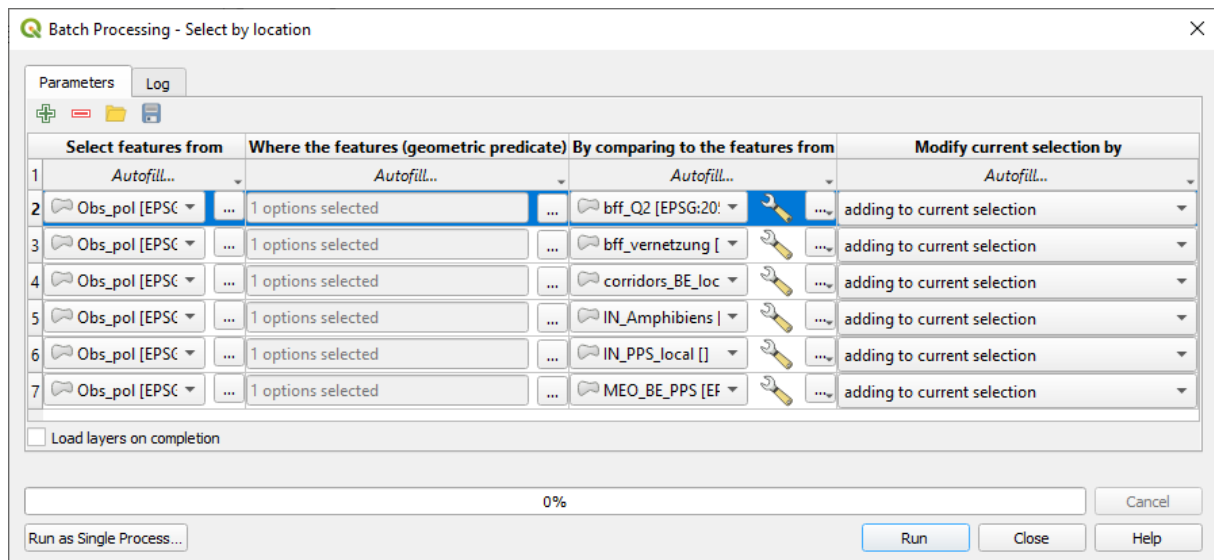 Batch Processing - Select by location
Parameters Log
Select features from Where the features (geometric predicate) By comparing to the features from Modify current selection by
1 Autofill... Autofill... Autofill... Autofill...
2 Obs_pol [EPSG ... 1 options selected ... bff_Q2 [EPSG:205 ... adding to current selection
3 Obs_pol [EPSG ... 1 options selected ... bff_vernetzung [ ... adding to current selection
4 Obs_pol [EPSG ... 1 options selected ... corridors_BE_loc ... adding to current selection
5 Obs_pol [EPSG ... 1 options selected ... IN_Amphibiens [ ... adding to current selection
6 Obs_pol [EPSG ... 1 options selected ... IN_PPS_local [] ... adding to current selection
7 Obs_pol [EPSG ... 1 options selected ... MEO_BE_PPS [EP ... adding to current selection
Load layers on completion
0% Cancel
Run as Single Process... Run Close Help